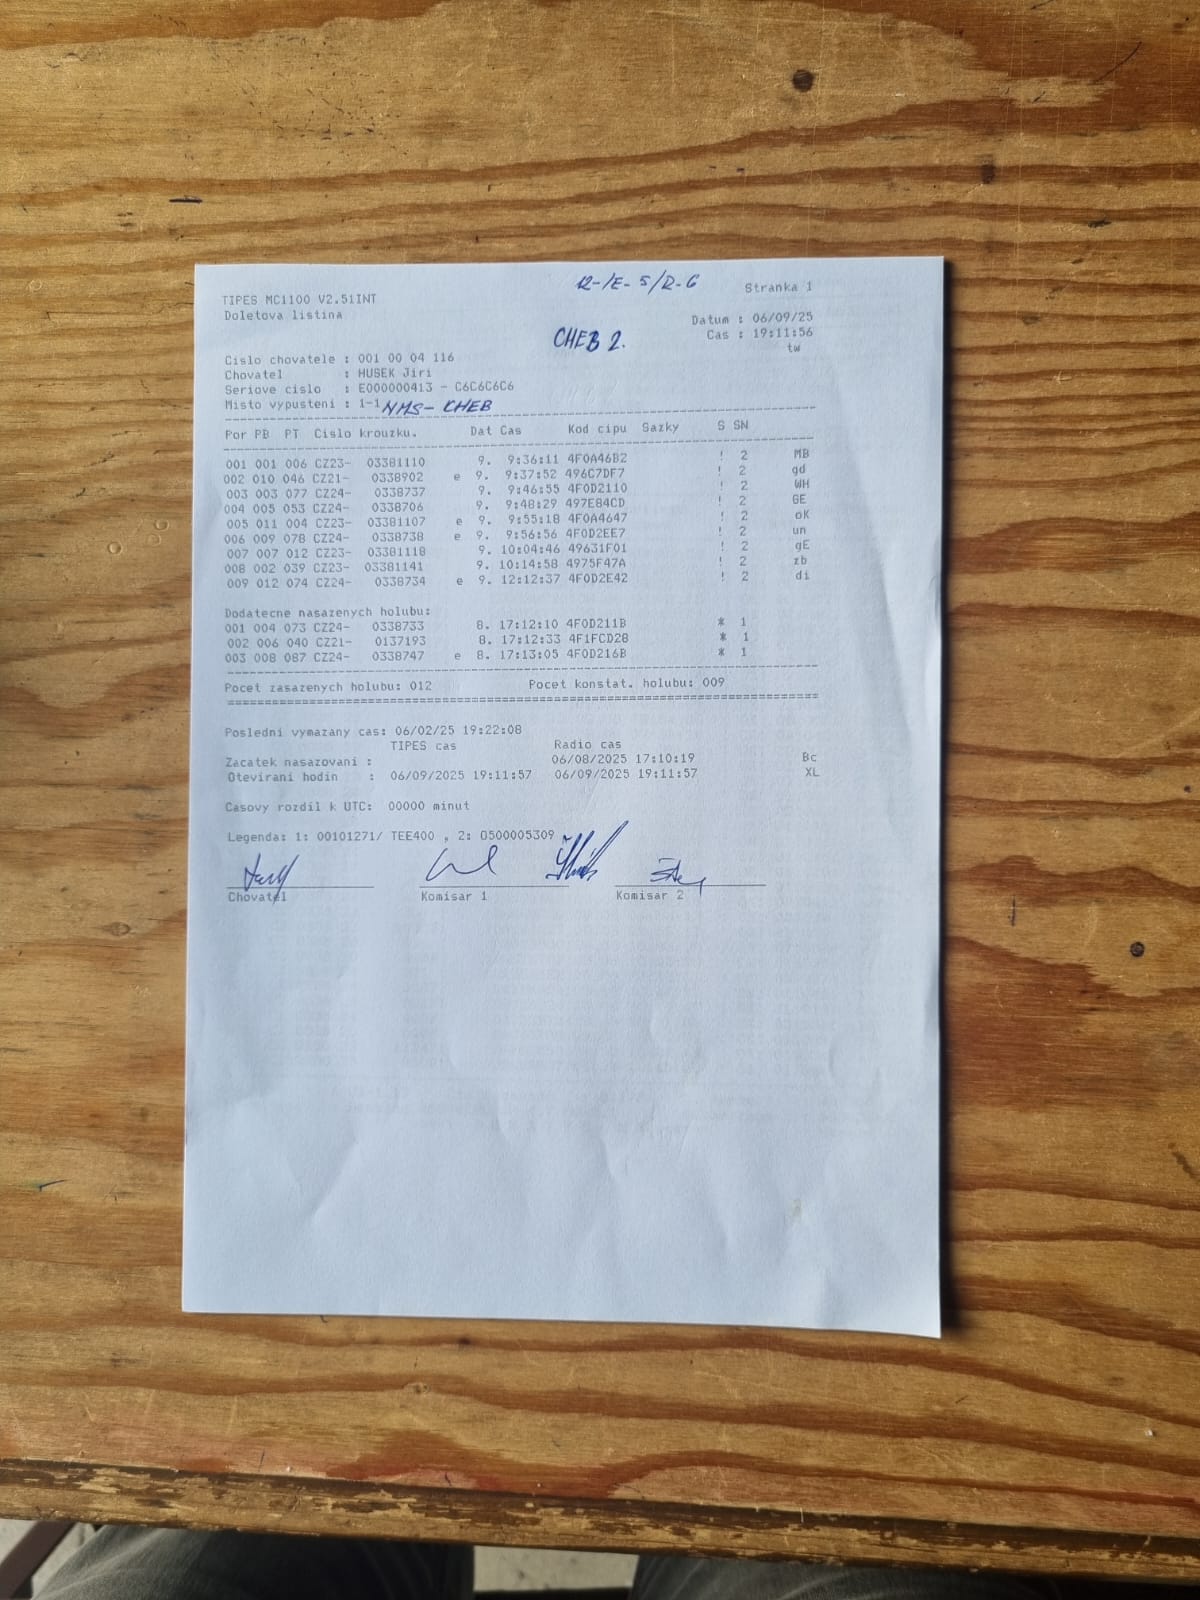 R-/E-5/R-6
Stranka 1
TIPES MC1100 V2.51INT
Doletova listina
Datum : 06/09/25
CHEB 2.
Cas : 19:11:56
tw
Cislo chovatele : 001 00 04 116
Chovatel : HUSEK Jiri
Seriove cislo : E000000413 - C6C6C6C6
Misto vypusteni : 1-1 NMS- CHEB
Por PB PT Cislo krouzku. Dat Cas Kod cipu Sazky S SN
001 001 006 CZ23- 03381110 9. 9:36:11 4F0A46B2 ! 2 MB
002 010 046 CZ21- 0338902 e 9. 9:37:52 496C7DF7 ! 2 gd
003 003 077 CZ24- 0338737 9. 9:46:55 4F0D2110 ! 2 WH
004 005 053 CZ24- 0338706 9. 9:48:29 497E84CD ! 2 GE
005 011 004 CZ23- 03381107 e 9. 9:55:18 4F0A4647 ! 2 oK
006 009 078 CZ24- 0338738 e 9. 9:56:56 4F0D2EE7 ! 2 un
007 007 012 CZ23- 03381118 9. 10:04:46 49631F01 ! 2 gE
008 002 039 CZ23- 03381141 9. 10:14:58 4975F47A ! 2 zb
009 012 074 CZ24- 0338734 e 9. 12:12:37 4F0D2E42 ! 2 di
Dodatecne nasazenych holubu:
001 004 073 CZ24- 0338733 8. 17:12:10 4F0D211B * 1
002 006 040 CZ21- 0137193 8. 17:12:33 4F1FCD28 * 1
003 008 087 CZ24- 0338747 e 8. 17:13:05 4F0D216B * 1
Pocet zasazenych holubu: 012 Pocet konstat. holubu: 009
Posledni vymazany cas: 06/02/25 19:22:08
TIPES cas Radio cas
Zacatek nasazovani : 06/08/2025 17:10:19 Bc
Otevirani hodin : 06/09/2025 19:11:57 06/09/2025 19:11:57 XL
Casovy rozdil k UTC: 00000 minut
Legenda: 1: 00101271/ TEE400 , 2: 0500005309
Chovatel Komisar 1 Komisar 2